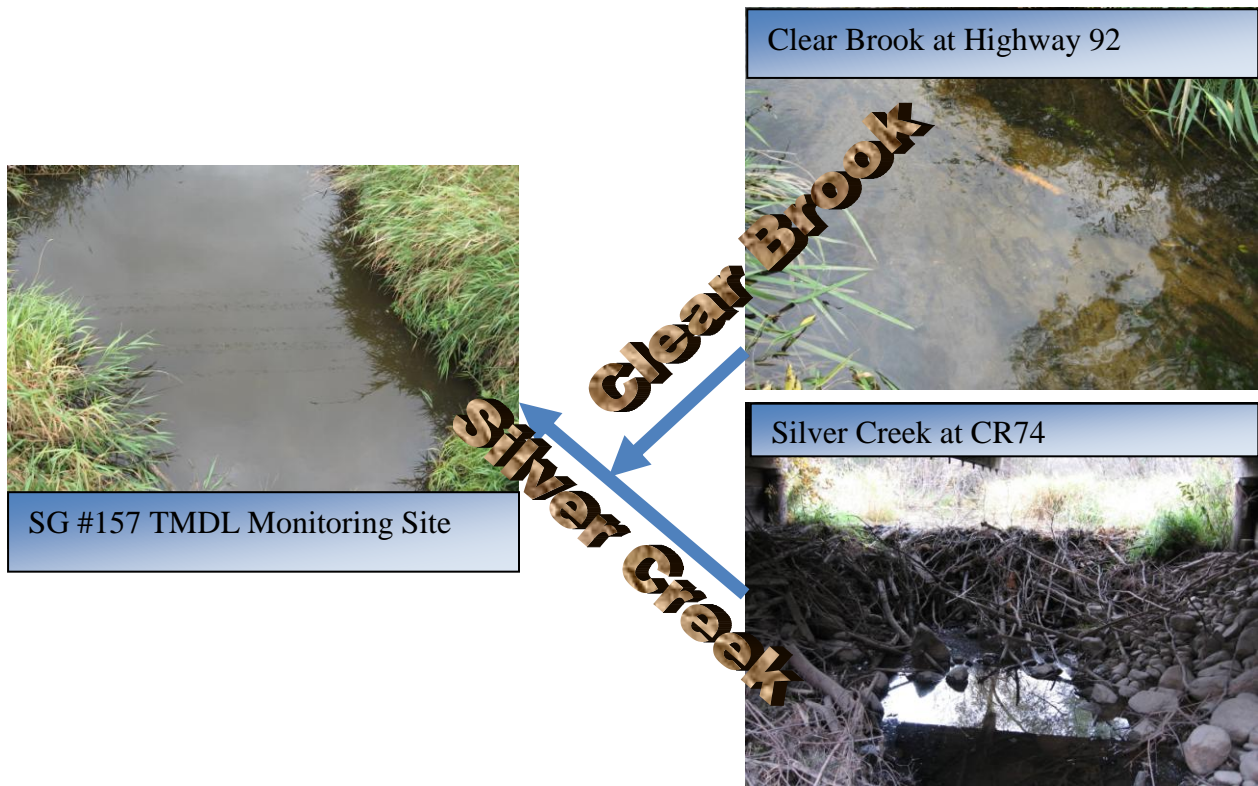 Clear Brook at Highway 92
Clear Brook
Silver Creek at CR74
SG #157 TMDL Monitoring Site
Silver Creek